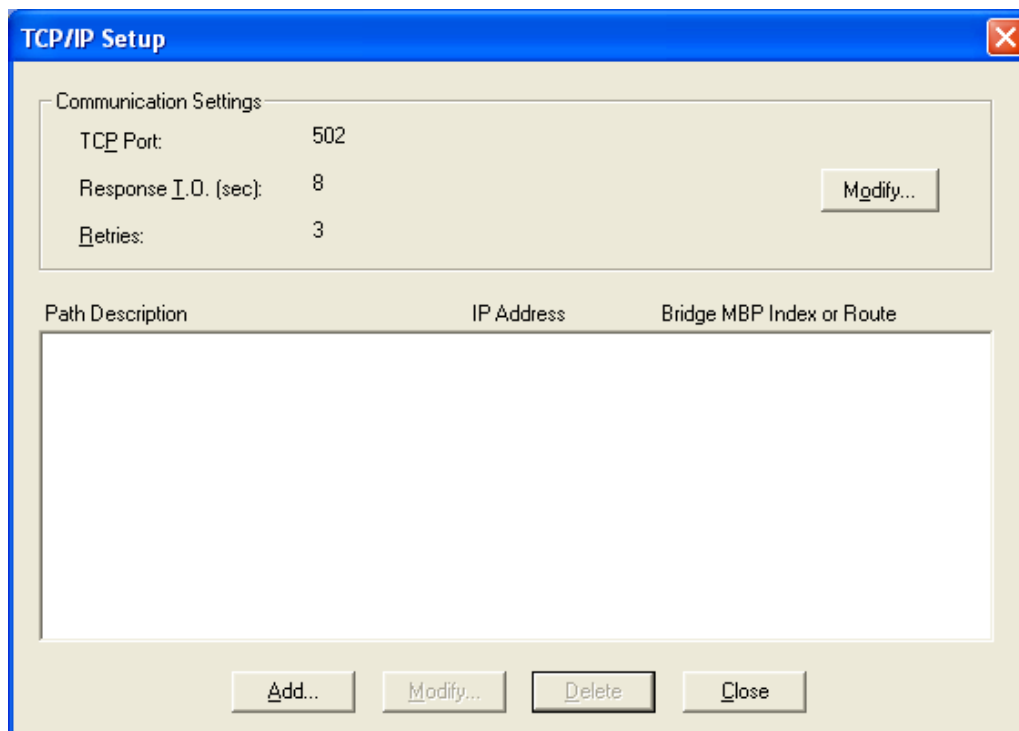 TCP/IP Setup
Communication Settings
TCP Port: 502
Response T.O. (sec): 8
Modify...
Retries: 3
Path Description IP Address Bridge MBP Index or Route
Add... Modify... Delete Close